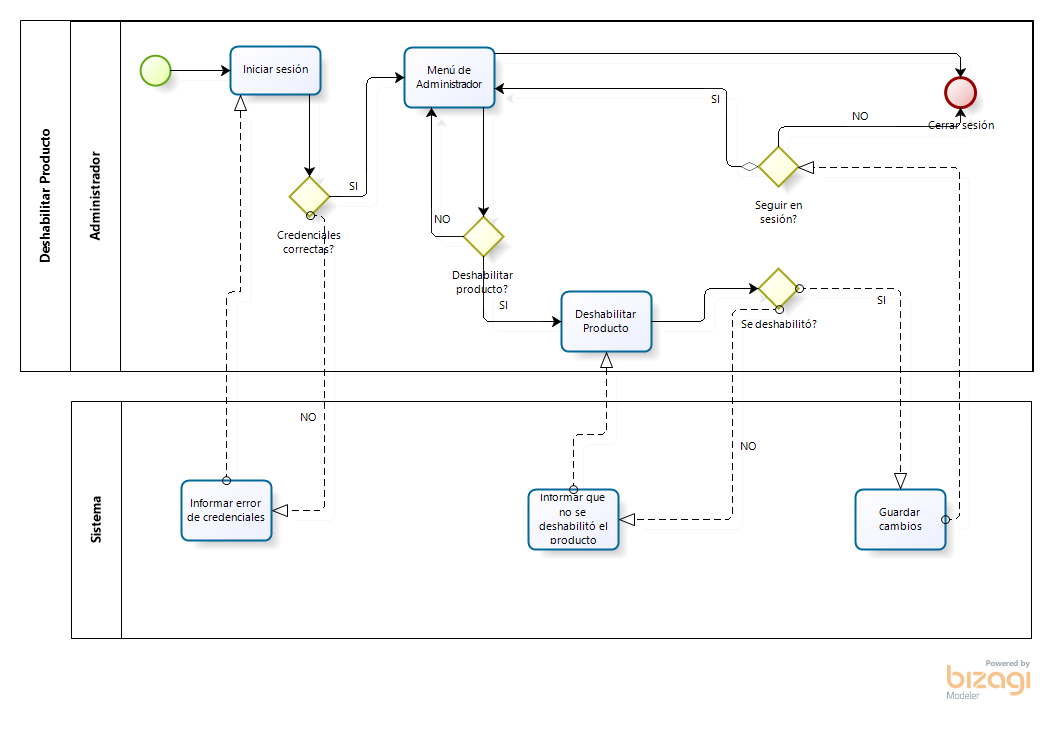 Deshabilitar Producto
Administrador
Iniciar sesión
Menú de
Administrador
SI
NO
Cerrar sesión
SI
Credenciales
correctas?
NO
Seguir en
sesión?
Deshabilitar
producto?
SI
Deshabilitar
Producto
SI
Se deshabilitó?
NO
NO
Sistema
Informar error
de credenciales
Informar que
no se
deshabilitó el
producto
Guardar
cambios
Powered by
bizagi
Modeler